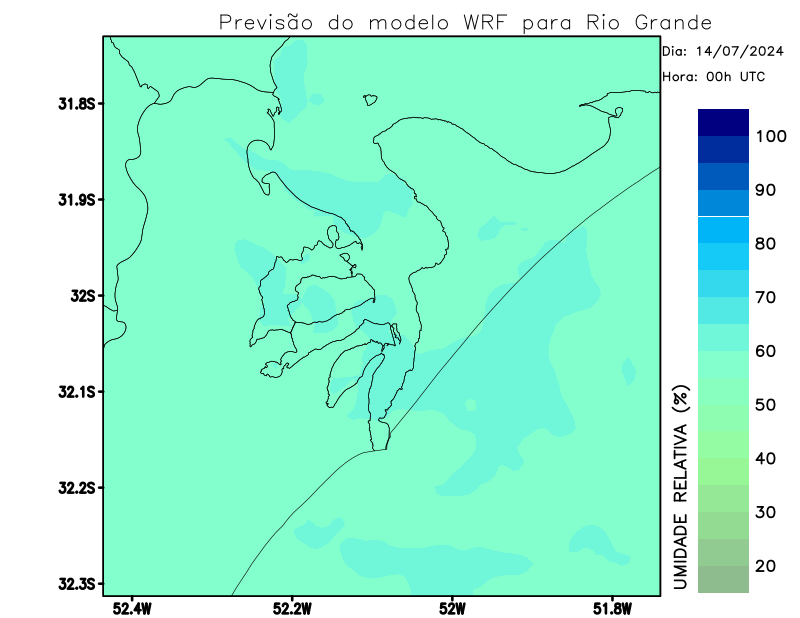 Previsão do modelo WRF para Rio Grande
Dia: 14/07/2024
Hora: 00h UTC
31.8S
31.9S
32S
32.1S
32.2S
32.3S
52.4W
52.2W
52W
51.8W
100
90
80
70
60
50
40
30
20
UMIDADE RELATIVA (%)